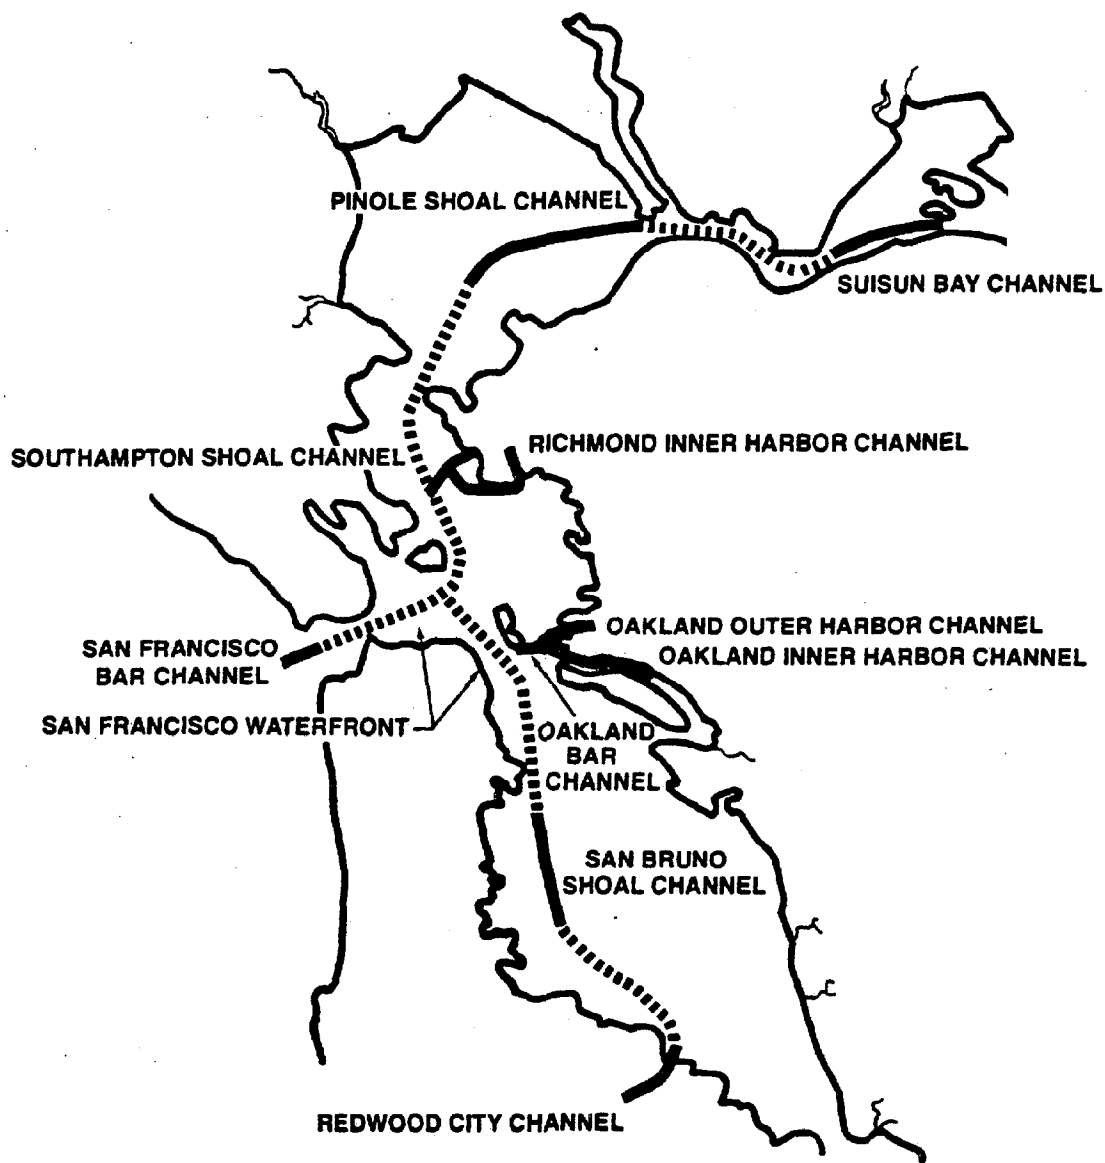 PINOLE SHOAL CHANNEL
SUISUN BAY CHANNEL
RICHMOND INNER HARBOR CHANNEL
SOUTHAMPTON SHOAL CHANNEL
OAKLAND OUTER HARBOR CHANNEL
SAN FRANCISCO
BAR CHANNEL
OAKLAND INNER HARBOR CHANNEL
SAN FRANCISCO WATERFRONT
OAKLAND
BAR
CHANNEL
SAN BRUNO
SHOAL CHANNEL
REDWOOD CITY CHANNEL